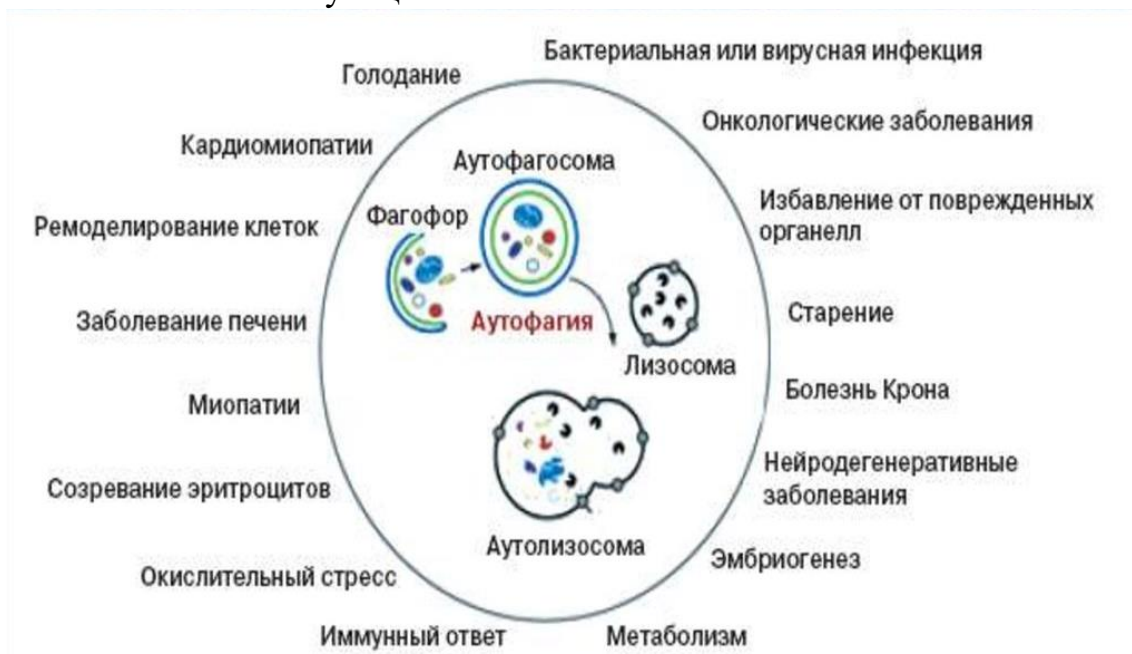 Бактериальная или вирусная инфекция
Голодание
Онкологические заболевания
Кардиомиопатии
Аутофагосома
Избавление от поврежденных
органелл
Фагофор
Ремоделирование клеток
Старение
Заболевание печени
Аутофагия
Лизосома
Болезнь Крона
Миопатии
Нейродегенеративные
заболевания
Созревание эритроцитов
Аутолизосома
Эмбриогенез
Окислительный стресс
Иммунный ответ
Метаболизм